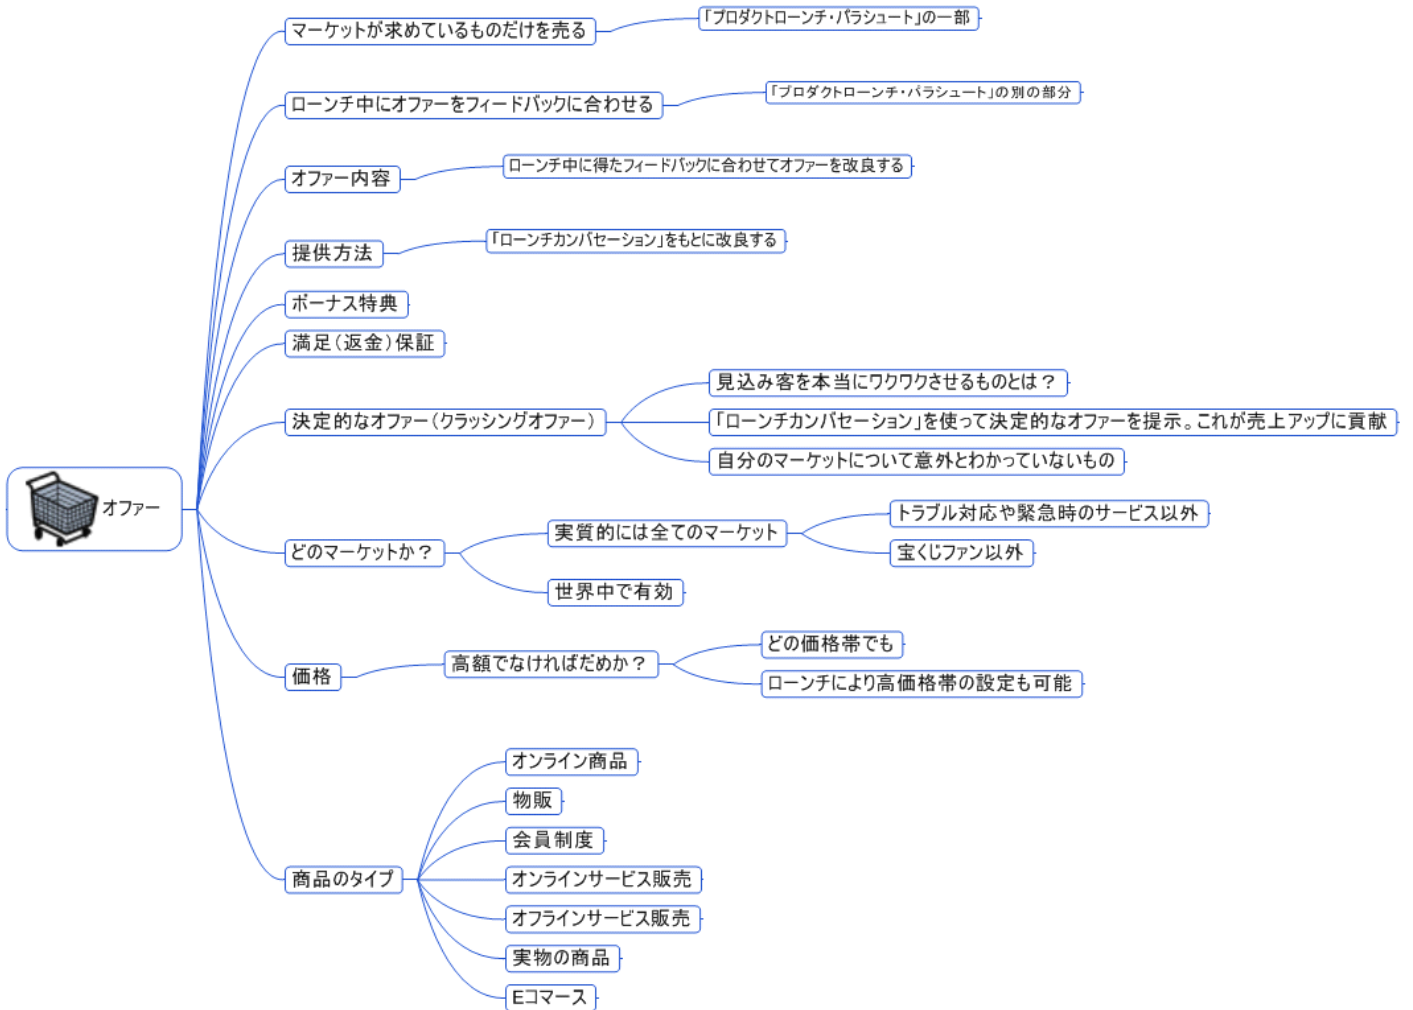 マーケットが求めているものだけを売る
「プロダクトローンチ・パラシュート」の一部
ローンチ中にオファーをフィードバックに合わせる
「プロダクトローンチ・パラシュート」の別の部分
オファー内容
ローンチ中に得たフィードバックに合わせてオファーを改良する
提供方法
「ローンチカンバセーション」をもとに改良する
ボーナス特典
満足(返金)保証
決定的なオファー(クラッシングオファー)
見込み客を本当にワクワクさせるものとは?
「ローンチカンバセーション」を使って決定的なオファーを提示。これが売上アップに貢献
自分のマーケットについて意外とわかっていないもの
オファー
どのマーケットか?
実質的には全てのマーケット
トラブル対応や緊急時のサービス以外
宝くじファン以外
世界中で有効
価格
高額でなければだめか?
どの価格帯でも
ローンチにより高価格帯の設定も可能
商品のタイプ
オンライン商品
物販
会員制度
オンラインサービス販売
オフラインサービス販売
実物の商品
Eコマース